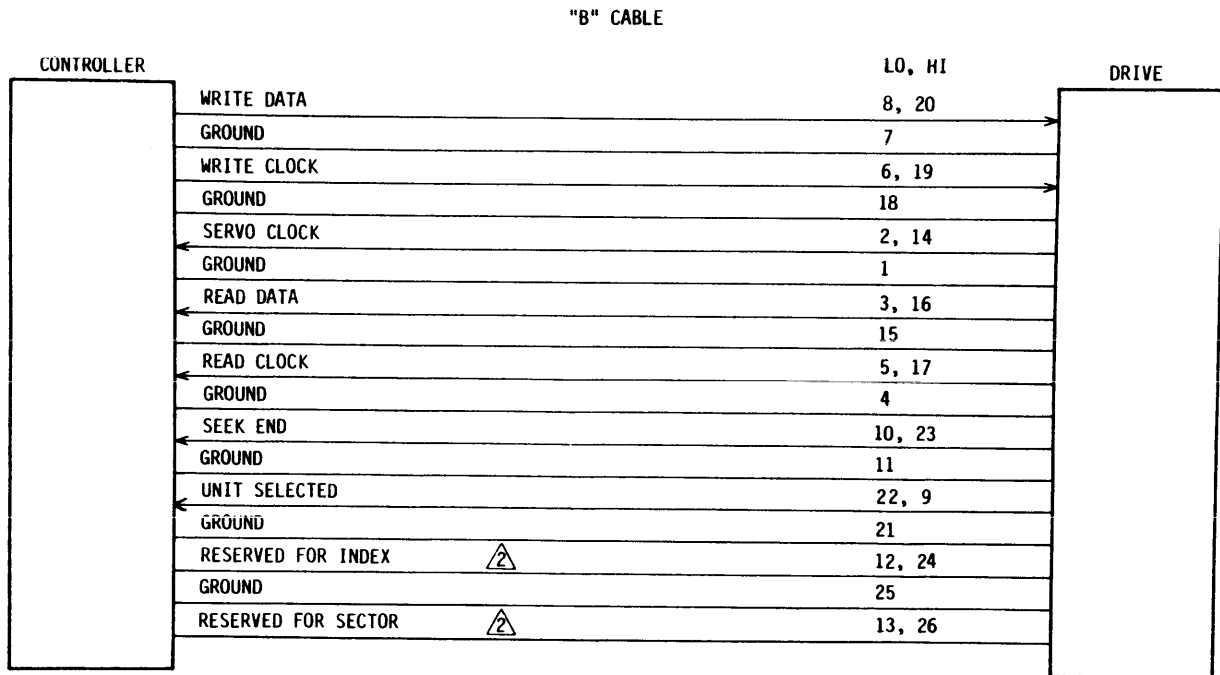 "B" CABLE
CONTROLLER LO, HI DRIVE
WRITE DATA 8, 20
GROUND 7
WRITE CLOCK 6, 19
GROUND 18
SERVO CLOCK 2, 14
GROUND 1
READ DATA 3, 16
GROUND 15
READ CLOCK 5, 17
GROUND 4
SEEK END 10, 23
GROUND 11
UNIT SELECTED 22, 9
GROUND 21
RESERVED FOR INDEX 2 12, 24
GROUND 25
RESERVED FOR SECTOR 2 13, 26